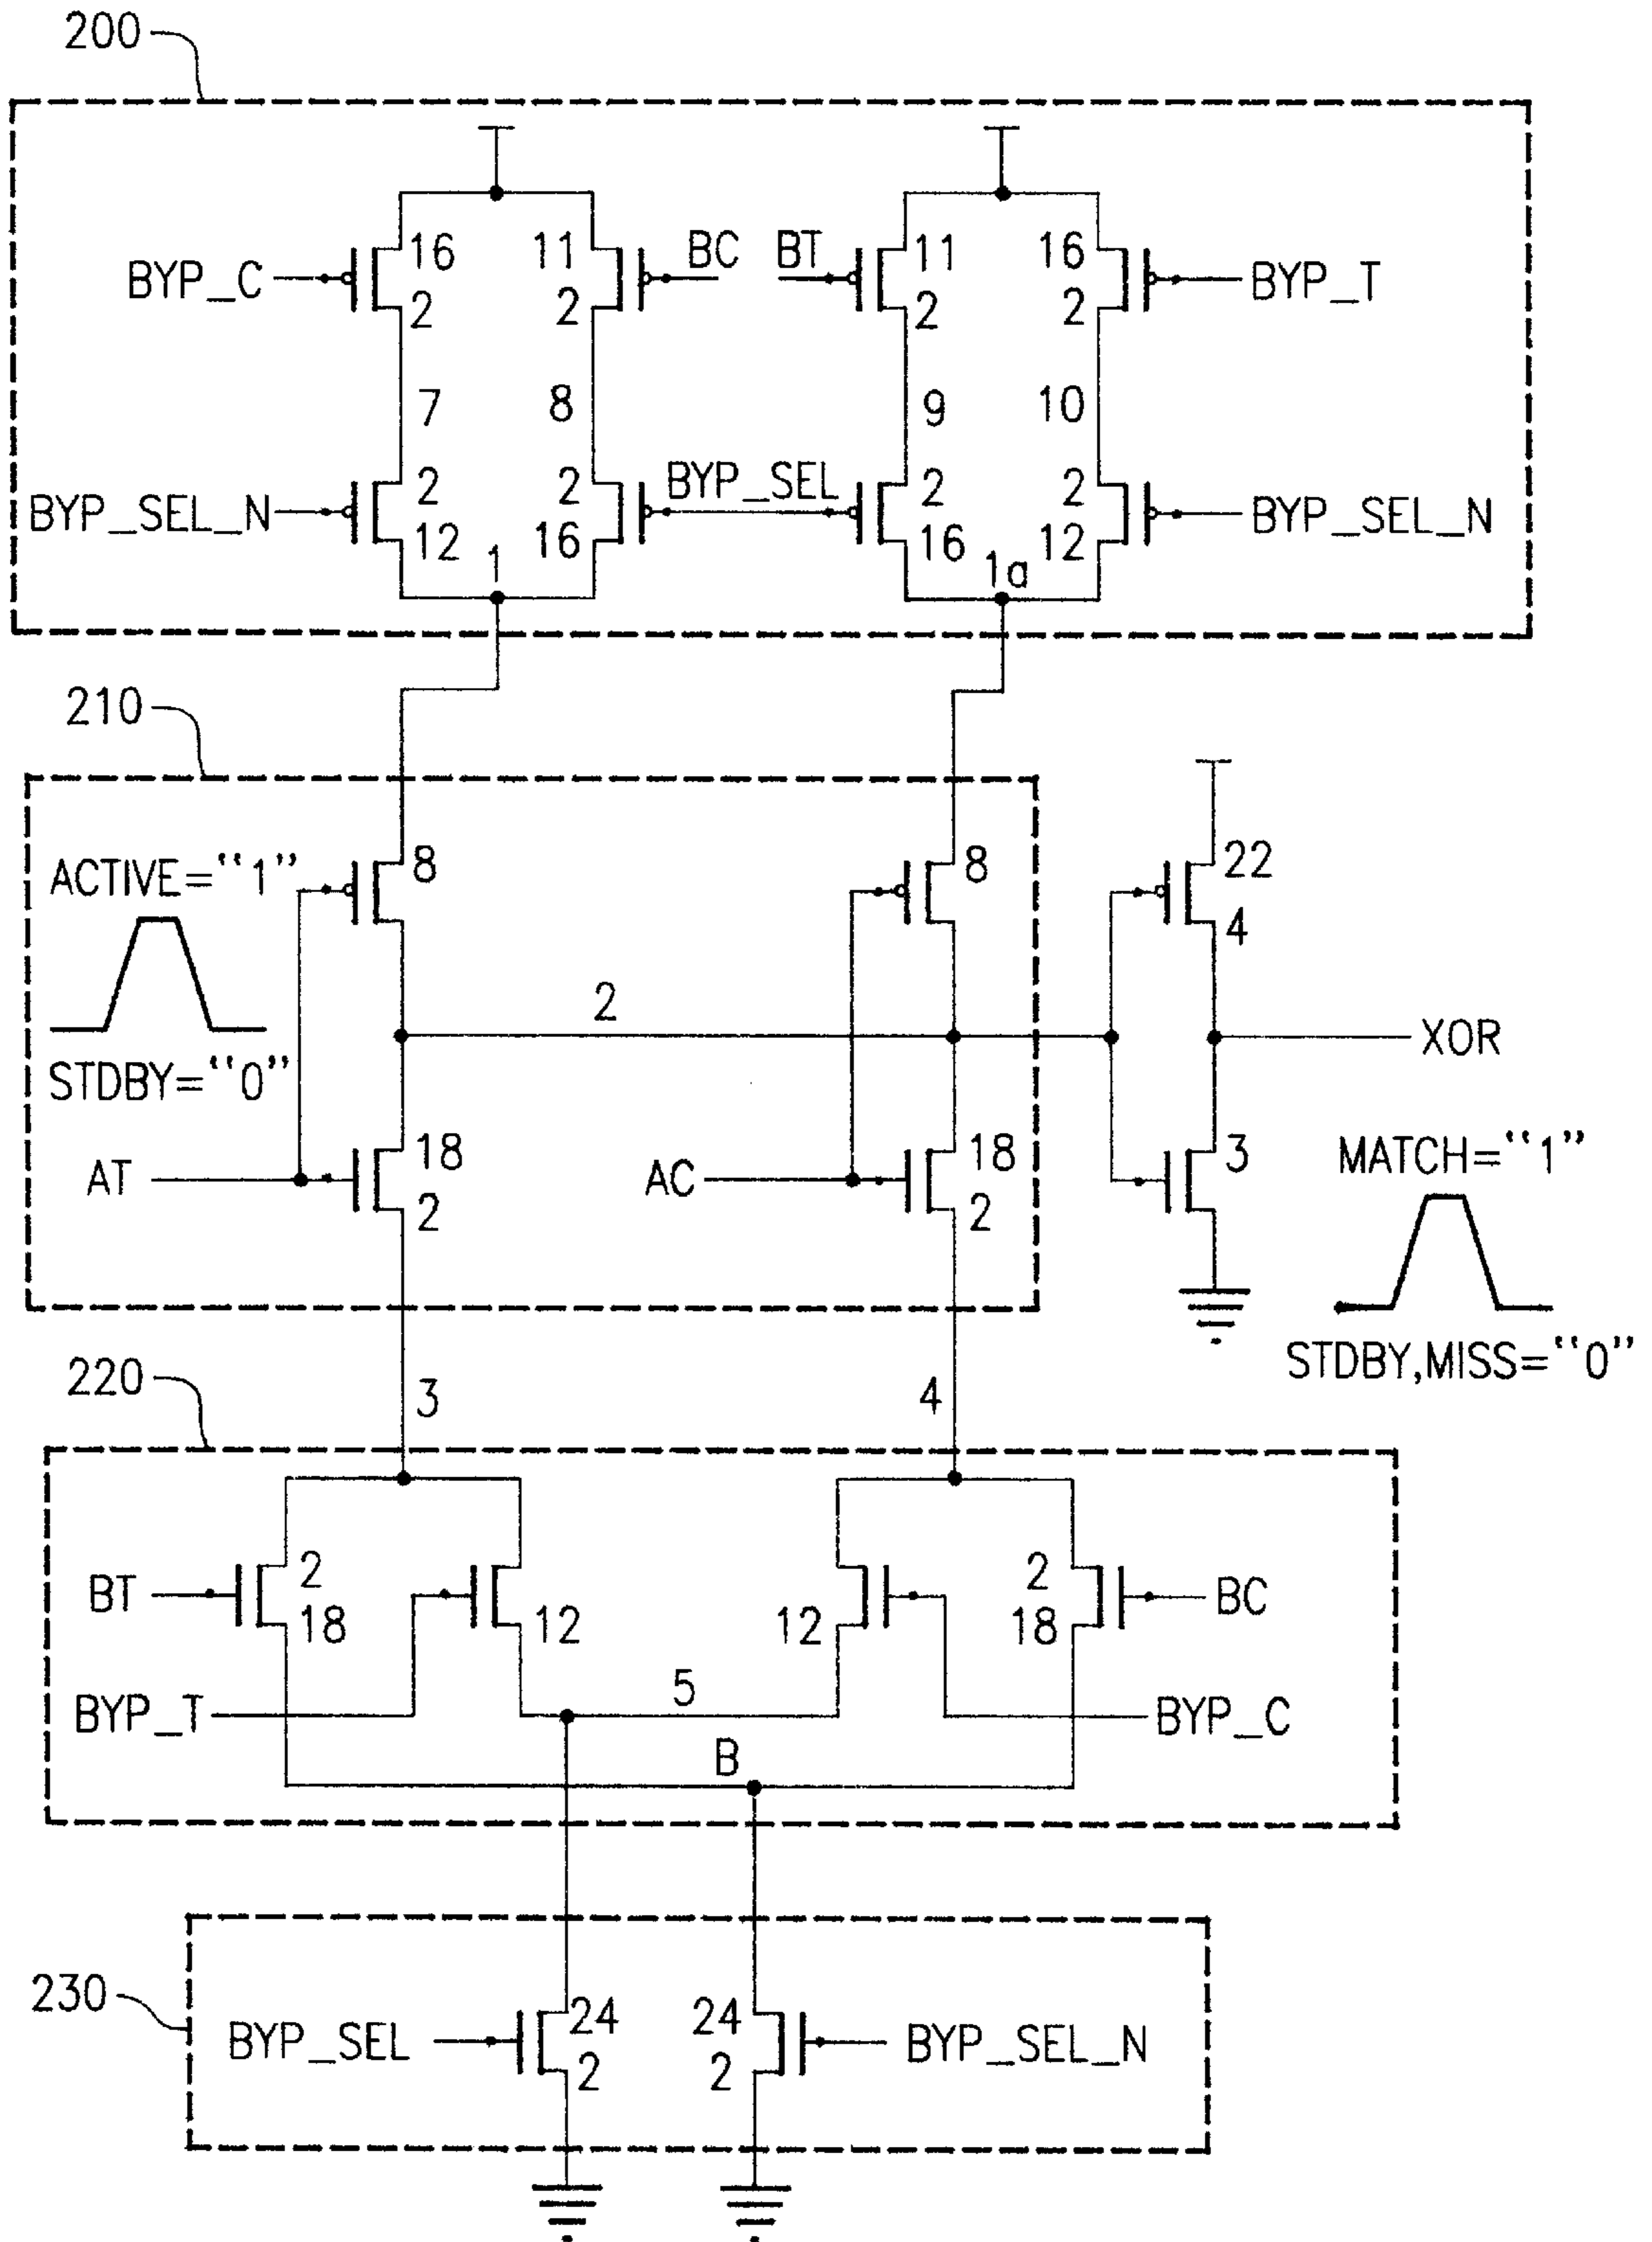 200
16 11 11 16
BYP_C BC BT BYP_T
2 2 2 2
7 8 9 10
2 2 BYP_SEL 2 2
BYP_SEL_N BYP_SEL_N
12 16 16 12
1 1a
210
8 8 22
ACTIVE="1"
4
2
XOR
STDBY="0"
18 18 3
MATCH="1"
AT AC
2 2
STDBY,MISS="0"
220
3 4
2 2
BT BC
18 12 12 18
5
BYP_T BYP_C
B
230
24 24
BYP_SEL BYP_SEL_N
2 2